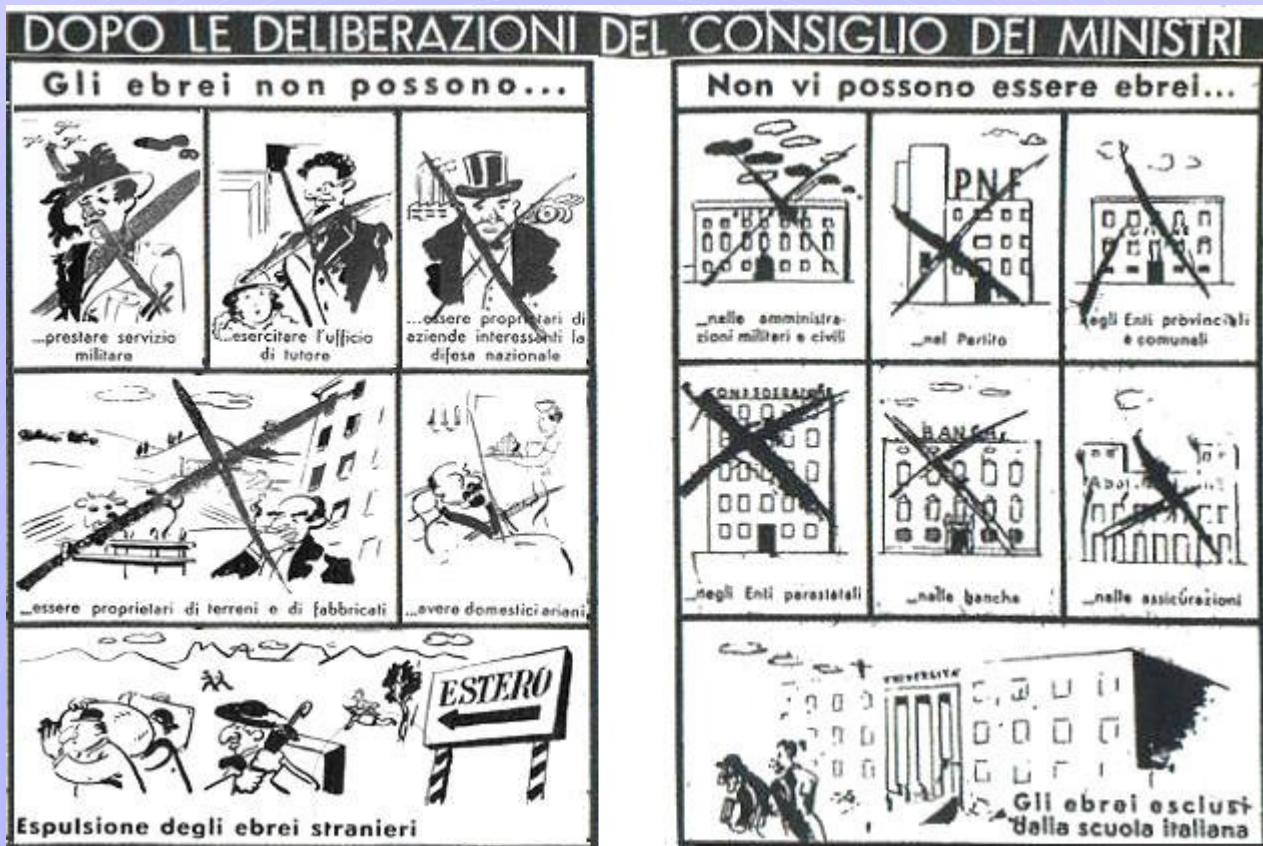 DOPO LE DELIBERAZIONI DEL CONSIGLIO DEI MINISTRI
Gli ebrei non possono...
...prestare servizio
militare
...esercitare l'ufficio
di tutore
...essere proprietari di
aziende interessanti la
difesa nazionale
...essere proprietari di terreni e di fabbricati
...avere domestici ariani
ESTERO
Espulsione degli ebrei stranieri
Non vi possono essere ebrei...
...nelle amministra-
zioni militari e civili
PNF
...nel Partito
...negli Enti provinciali
e comunali
CONFEDERAZIONE
...negli Enti parastatali
BANCA
...nelle banche
...nelle assicurazioni
UNIVERSITA
Gli ebrei esclusi
dalla scuola italiana